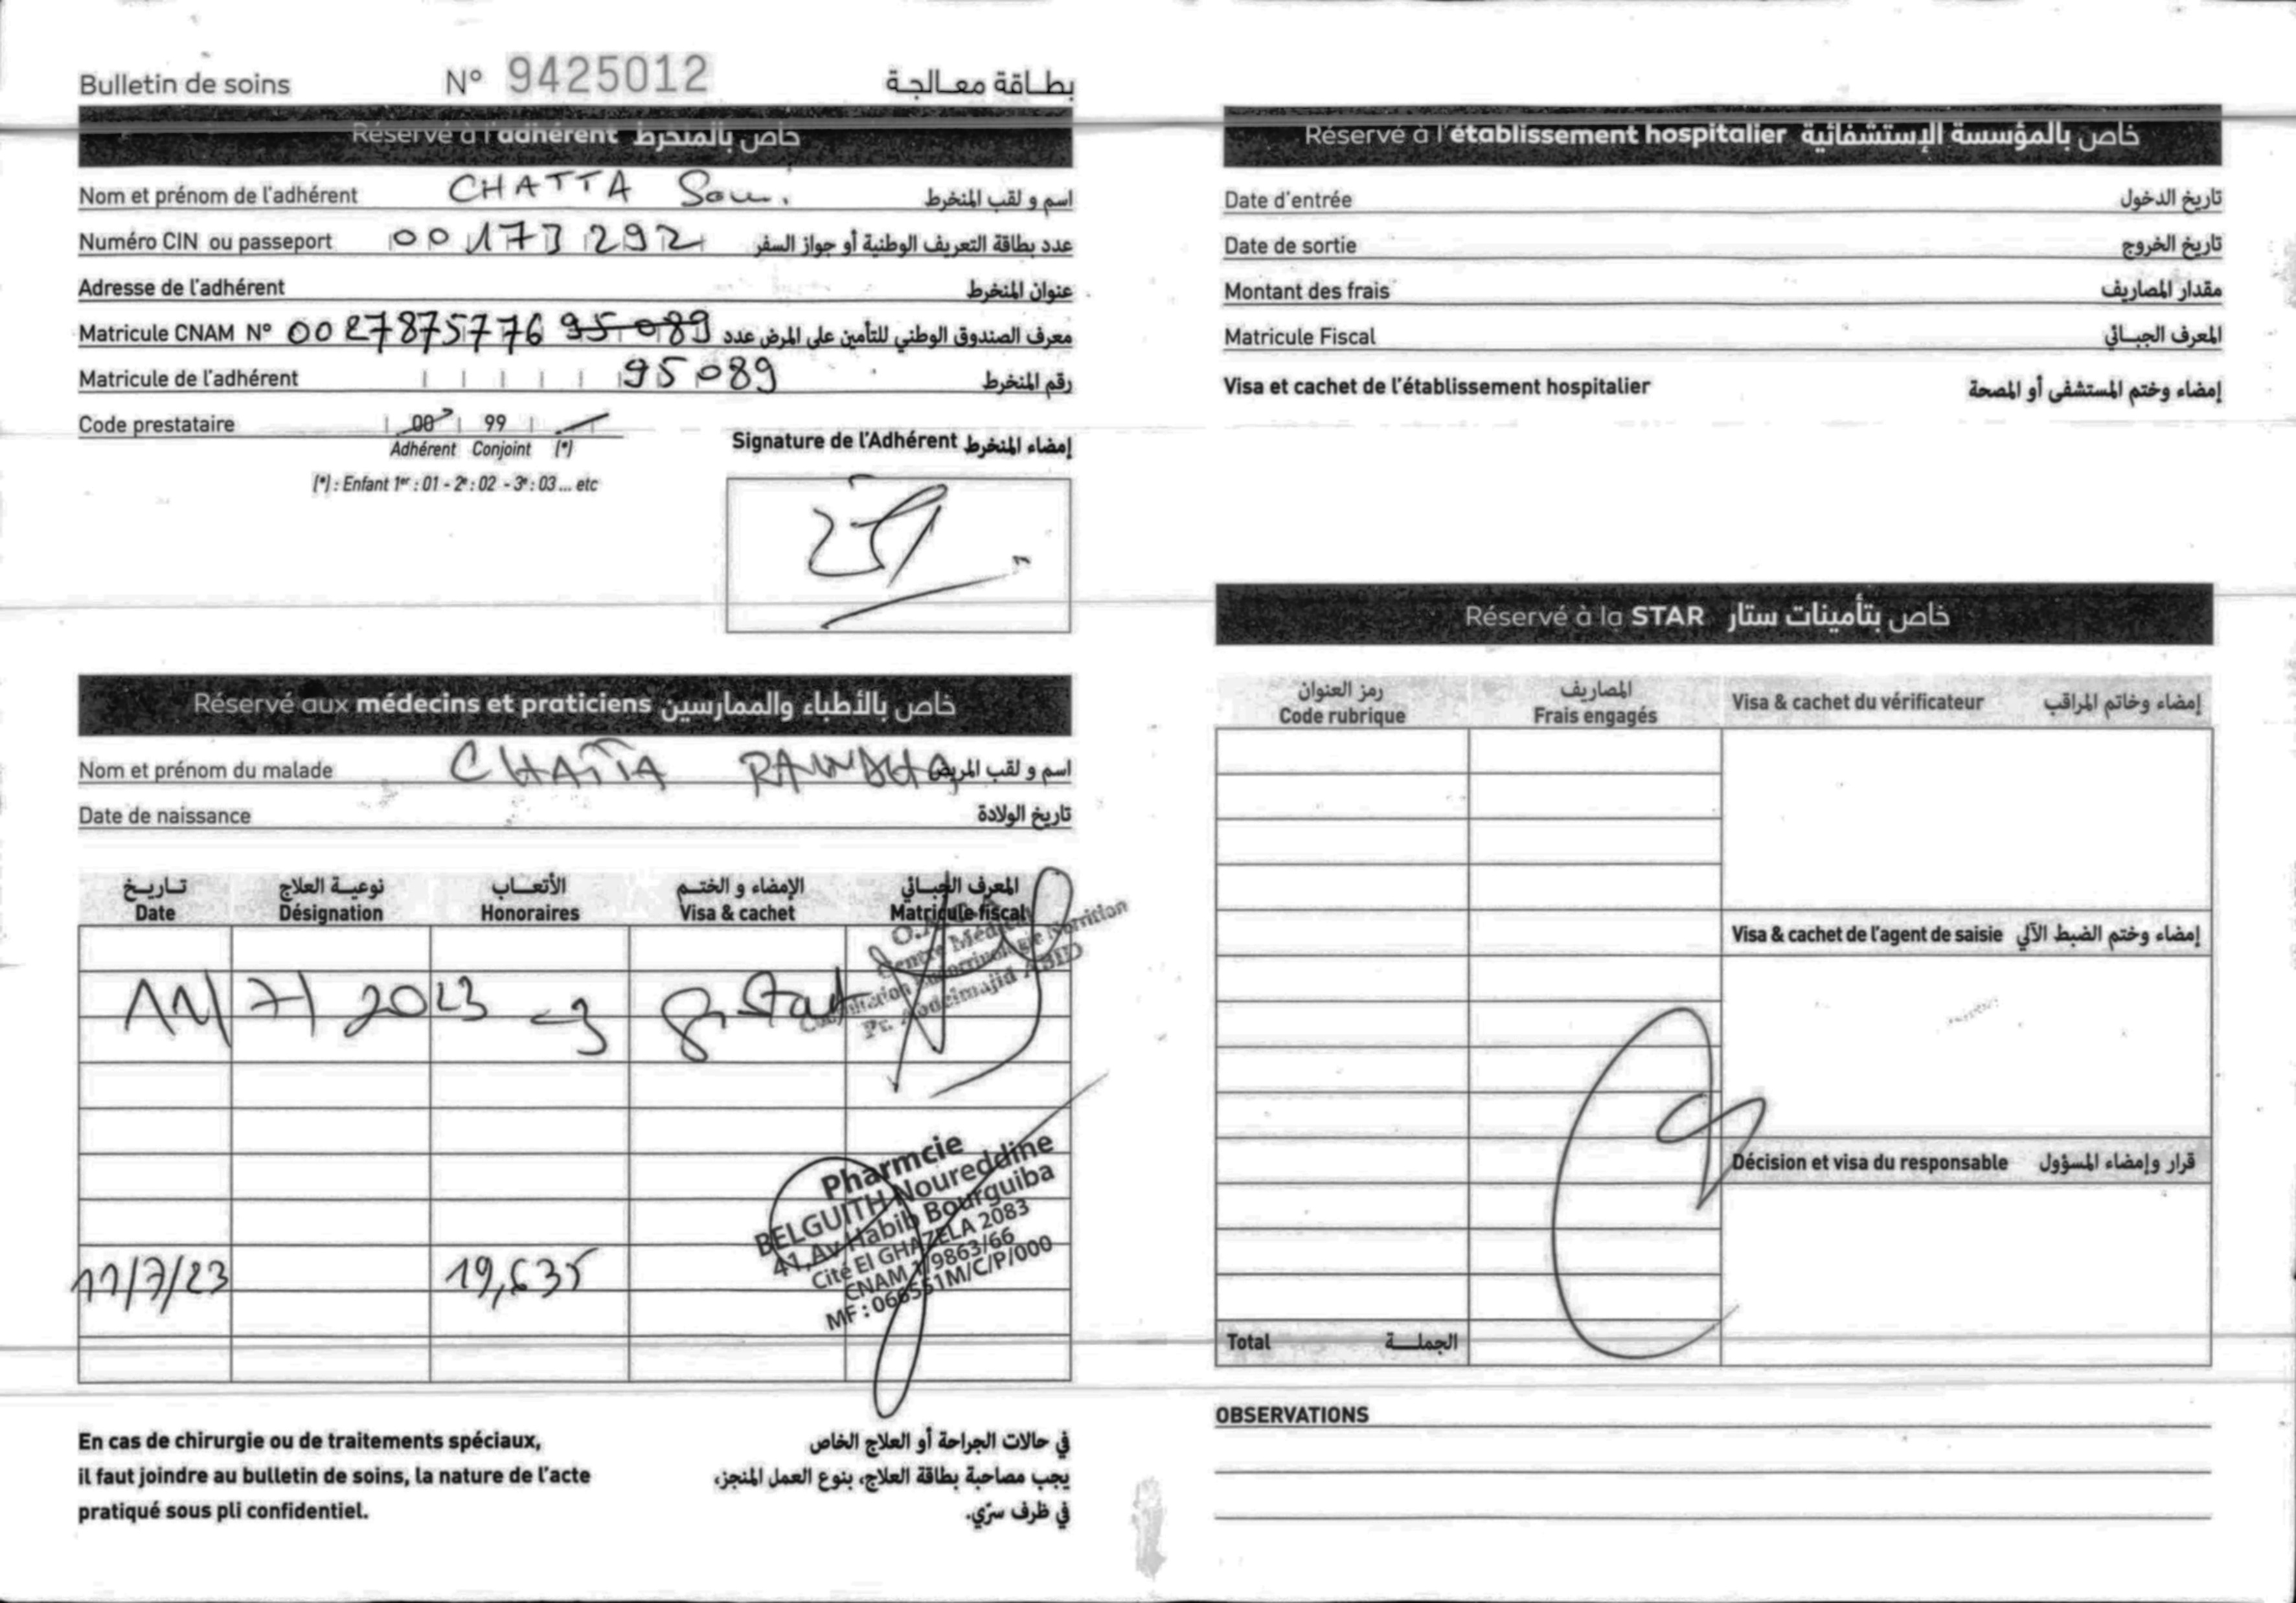 Bulletin de soins N° 9425012 بطاقة معالجة
Réservé à l'adhérent خاص بالمنخرط
Nom et prénom de l'adhérent CHATTA اسم و لقب المنخرط
Numéro CIN ou passeport 00173292 عدد بطاقة التعريف الوطنية أو جواز السفر
Adresse de l'adhérent عنوان المنخرط
Matricule CNAM N° 0027875776 95089 معرف الصندوق الوطني للتأمين على المرض عدد
Matricule de l'adhérent 95089 رقم المنخرط
Code prestataire 00 99
Adhérent Conjoint (*)
(*) : Enfant 1er : 01 - 2e : 02 - 3e : 03 ... etc
Signature de l'Adhérent إمضاء المنخرط
Réservé aux médecins et praticiens خاص بالأطباء والممارسين
Nom et prénom du malade CHATTA اسم و لقب المريض
Date de naissance تاريخ الولادة
تاريخ نوعية العلاج الأتعاب الإمضاء و الختم المعرف الجبائي
Date Désignation Honoraires Visa & cachet Matricule fiscal
11/7/2023
Pharmcie
BELGUITH Noureddine
41,Av Habib Bourguiba
Cité El GHAZELA 2083
CNAM 1/9863/66
MF : 066551M/C/P/000
11/7/23 19,635
En cas de chirurgie ou de traitements spéciaux,
il faut joindre au bulletin de soins, la nature de l'acte
pratiqué sous pli confidentiel.
في حالات الجراحة أو العلاج الخاص
يجب مصاحبة بطاقة العلاج، بنوع العمل المنجز،
في ظرف سرّي.
Réservé à l'établissement hospitalier خاص بالمؤسسة الإستشفائية
Date d'entrée تاريخ الدخول
Date de sortie تاريخ الخروج
Montant des frais مقدار المصاريف
Matricule Fiscal المعرف الجبائي
Visa et cachet de l'établissement hospitalier إمضاء وختم المستشفى أو المصحة
Réservé à la STAR خاص بتأمينات ستار
رمز العنوان المصاريف
Code rubrique Frais engagés Visa & cachet du vérificateur إمضاء وخاتم المراقب
Visa & cachet de l'agent de saisie إمضاء وختم الضبط الآلي
Décision et visa du responsable قرار وإمضاء المسؤول
Total الجملة
OBSERVATIONS